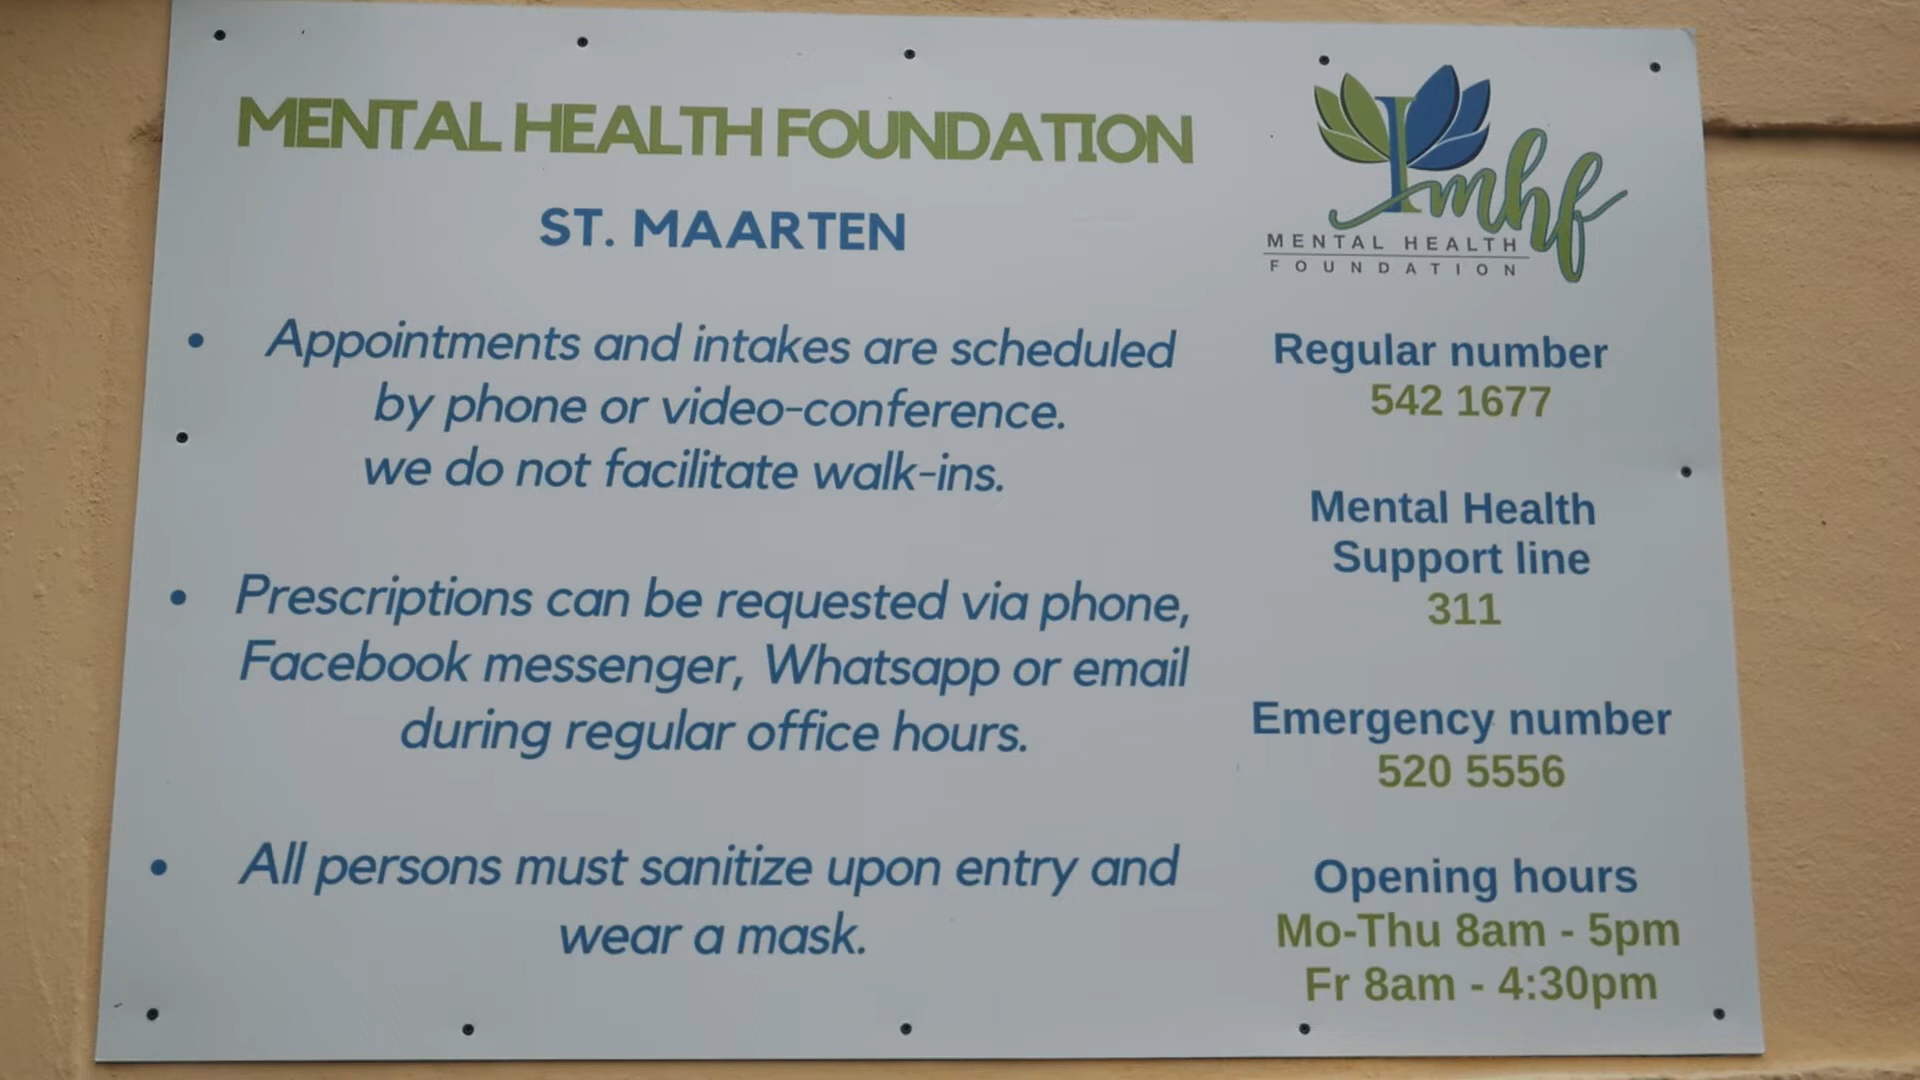 MENTAL HEALTH FOUNDATION
ST. MAARTEN
• Appointments and intakes are scheduled
by phone or video-conference.
we do not facilitate walk-ins.
• Prescriptions can be requested via phone,
Facebook messenger, Whatsapp or email
during regular office hours.
• All persons must sanitize upon entry and
wear a mask.
mhf
MENTAL HEALTH
FOUNDATION
Regular number
542 1677
Mental Health
Support line
311
Emergency number
520 5556
Opening hours
Mo-Thu 8am - 5pm
Fr 8am - 4:30pm